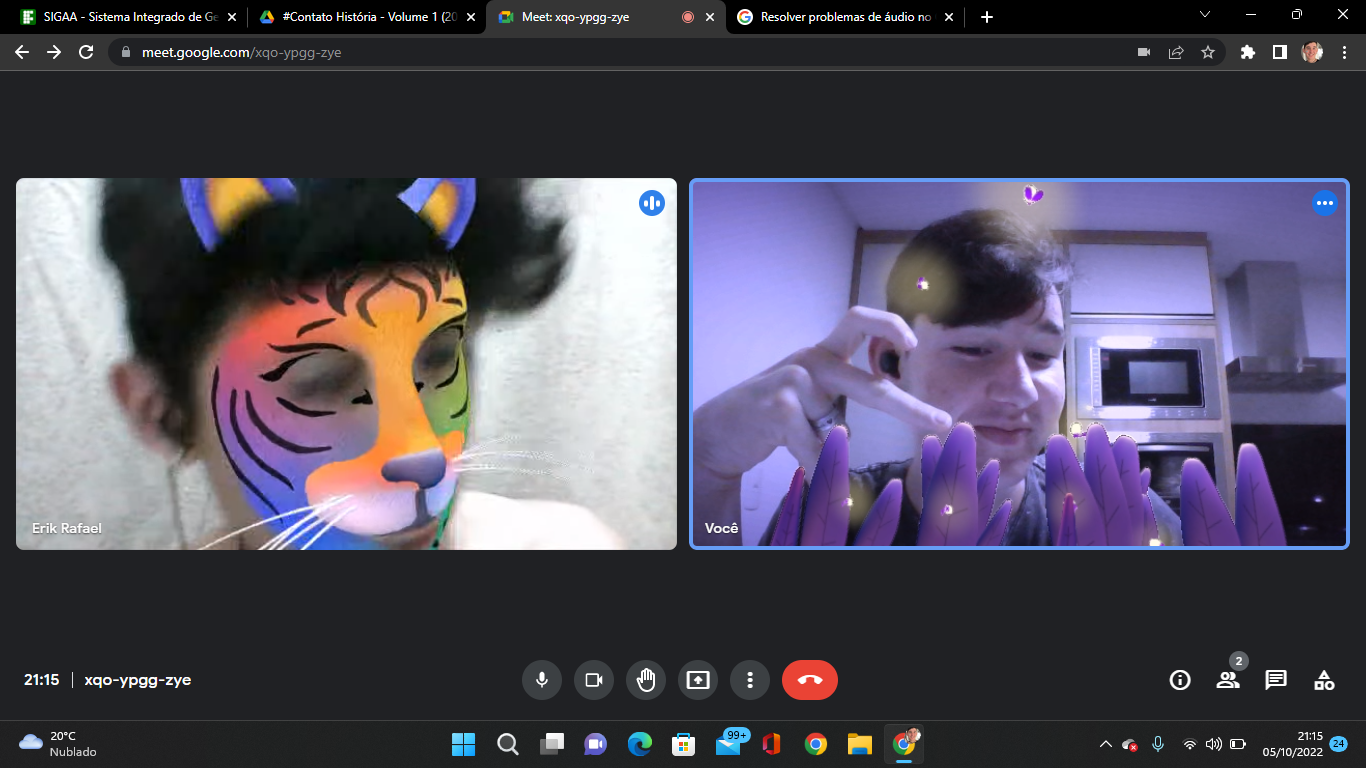 SIGAA - Sistema Integrado de Ge
#Contato História - Volume 1 (20
Meet: xqo-ypgg-zye
Resolver problemas de áudio no
meet.google.com/xqo-ypgg-zye
Erik Rafael
Você
21:15 | xqo-ypgg-zye
2
20°C
Nublado
99+
21:15
05/10/2022
24